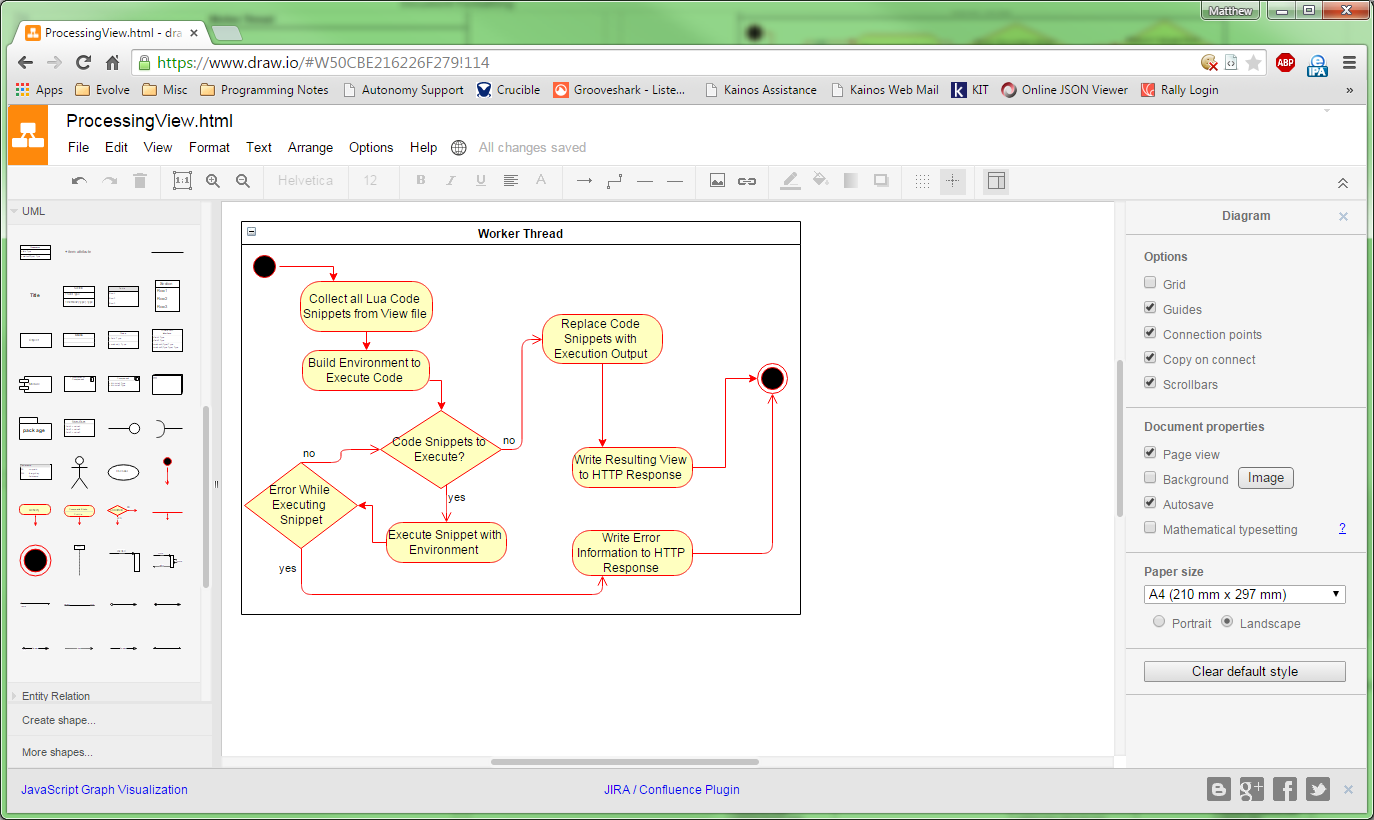 Matthew
ProcessingView.html - dra
https://www.draw.io/#W50CBE216226F279!114
ABP
IPA
Apps
Evolve
Misc
Programming Notes
Autonomy Support
Crucible
Grooveshark - Liste...
Kainos Assistance
Kainos Web Mail
KIT
Online JSON Viewer
Rally Login
»
ProcessingView.html
File Edit View Format Text Arrange Options Help
All changes saved
1:1
Helvetica
12
B I U A
UML
Title
package
Entity Relation
Create shape...
More shapes...
Worker Thread
Collect all Lua Code
Snippets from View file
Build Environment to
Execute Code
Replace Code
Snippets with
Execution Output
Code Snippets to
Execute?
no
no
yes
Error While
Executing
Snippet
Execute Snippet with
Environment
yes
Write Resulting View
to HTTP Response
Write Error
Information to HTTP
Response
Diagram
Options
Grid
Guides
Connection points
Copy on connect
Scrollbars
Document properties
Page view
Background
Image
Autosave
Mathematical typesetting
?
Paper size
A4 (210 mm x 297 mm)
Portrait
Landscape
Clear default style
JavaScript Graph Visualization
JIRA / Confluence Plugin